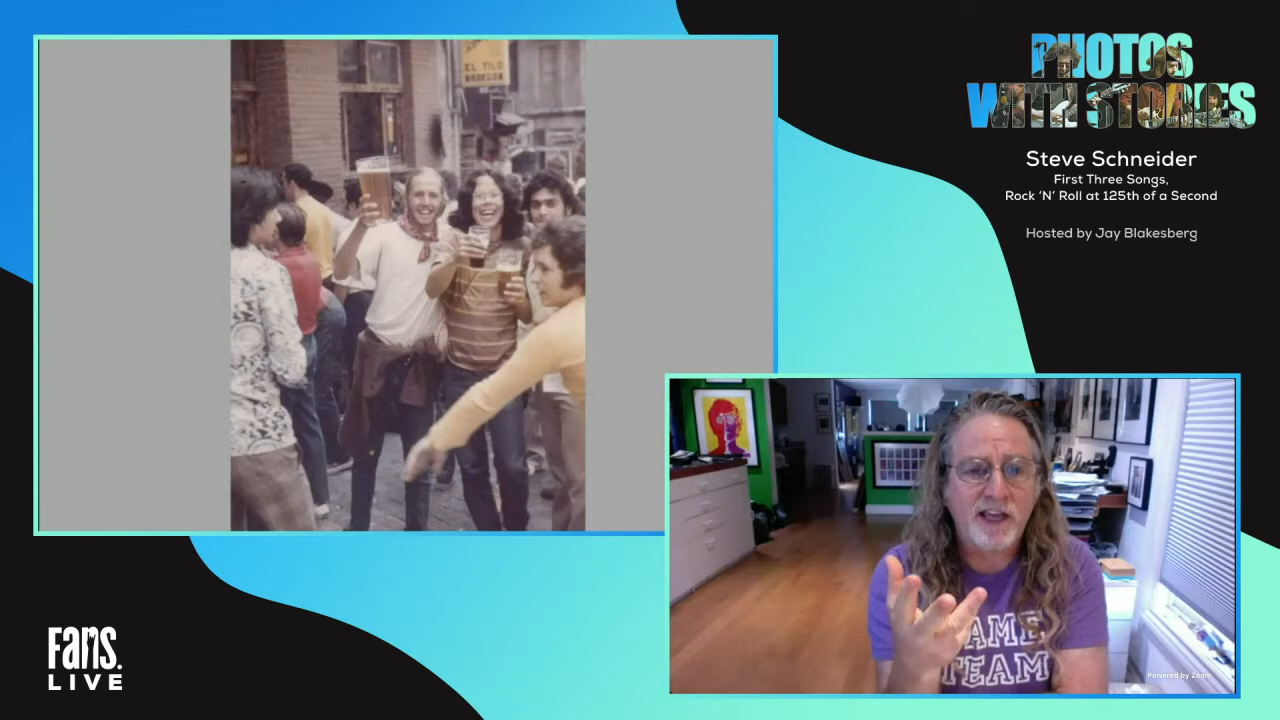 EL TILO
BODEGON
PHOTOS
WITH STORIES
Steve Schneider
First Three Songs,
Rock ‘N’ Roll at 125th of a Second
Hosted by Jay Blakesberg
AME
TEAM
Powered by Zoom
Fans.
LIVE